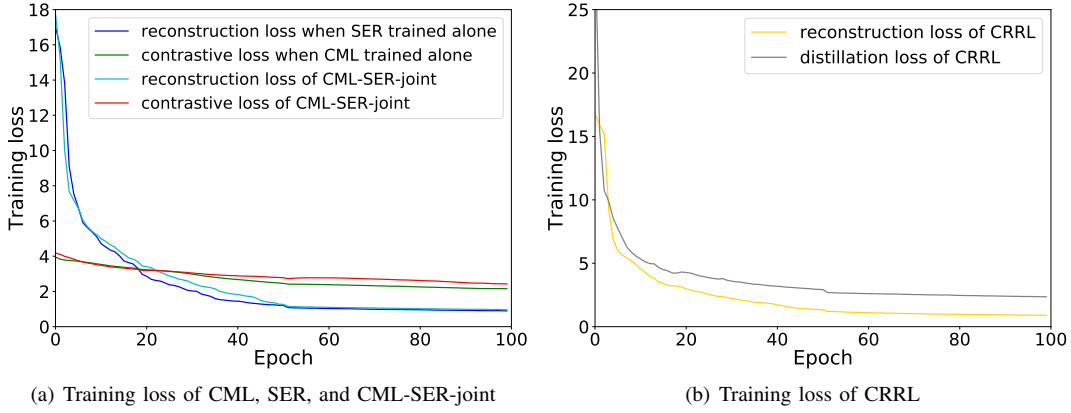 18
16
14
12
10
8
6
4
2
0
Training loss
reconstruction loss when SER trained alone
contrastive loss when CML trained alone
reconstruction loss of CML-SER-joint
contrastive loss of CML-SER-joint
0 20 40 60 80 100
Epoch
(a) Training loss of CML, SER, and CML-SER-joint
25
20
15
10
5
0
Training loss
reconstruction loss of CRRL
distillation loss of CRRL
0 20 40 60 80 100
Epoch
(b) Training loss of CRRL